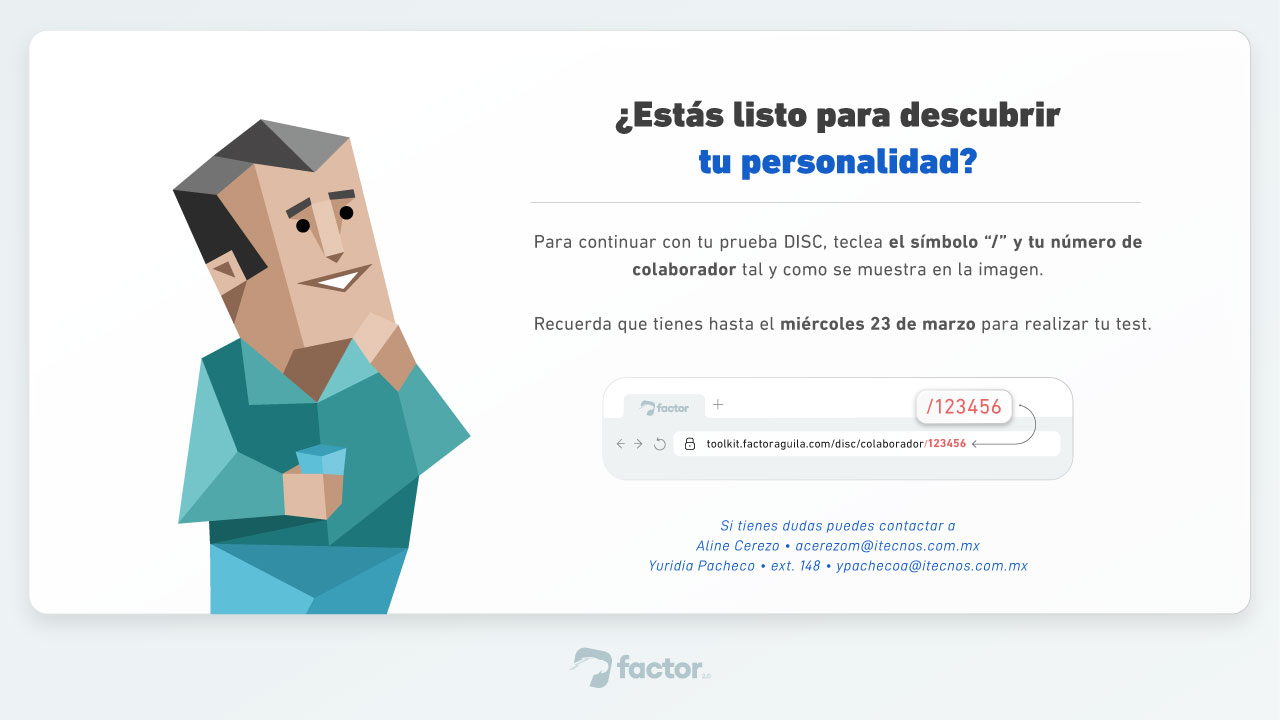 ¿Estás listo para descubrir
tu personalidad?
Para continuar con tu prueba DISC, teclea el símbolo “/” y tu número de
colaborador tal y como se muestra en la imagen.
Recuerda que tienes hasta el miércoles 23 de marzo para realizar tu test.
factor
/123456
toolkit.factoraguila.com/disc/colaborador/123456
Si tienes dudas puedes contactar a
Aline Cerezo • acerezom@itecnos.com.mx
Yuridia Pacheco • ext. 148 • ypachecoa@itecnos.com.mx
factor 2.0